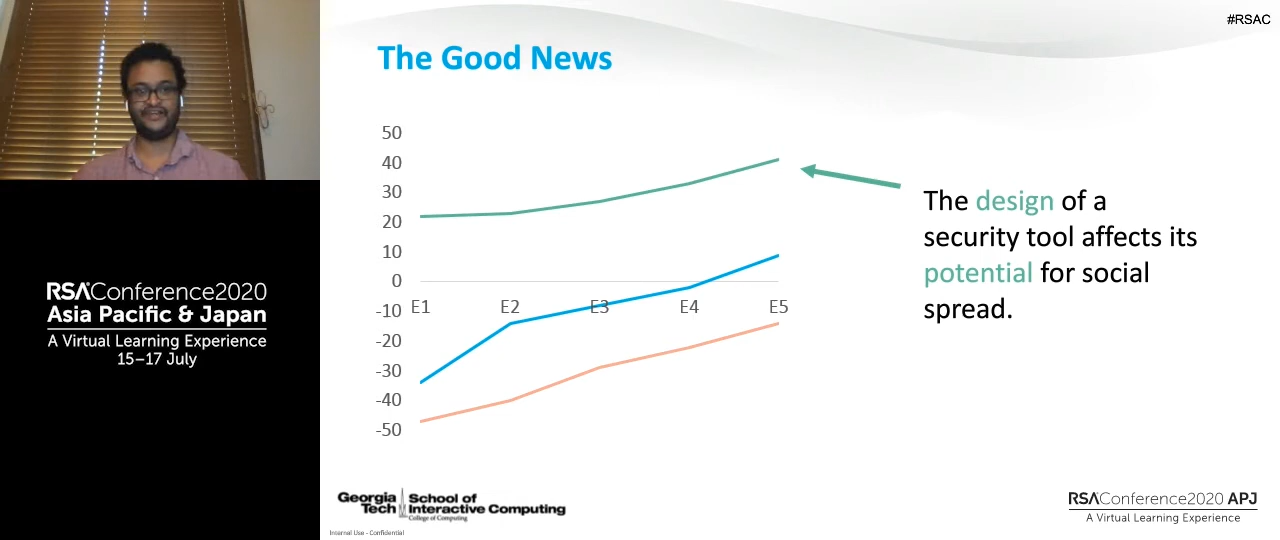 #RSAC
The Good News
50
40
30
20
10
0
-10
-20
-30
-40
-50
E1 E2 E3 E4 E5
The design of a
security tool affects its
potential for social
spread.
RSAConference2020
Asia Pacific & Japan
A Virtual Learning Experience
15–17 July
Georgia Tech
School of
Interactive Computing
College of Computing
Internal Use - Confidential
RSAConference2020 APJ
A Virtual Learning Experience